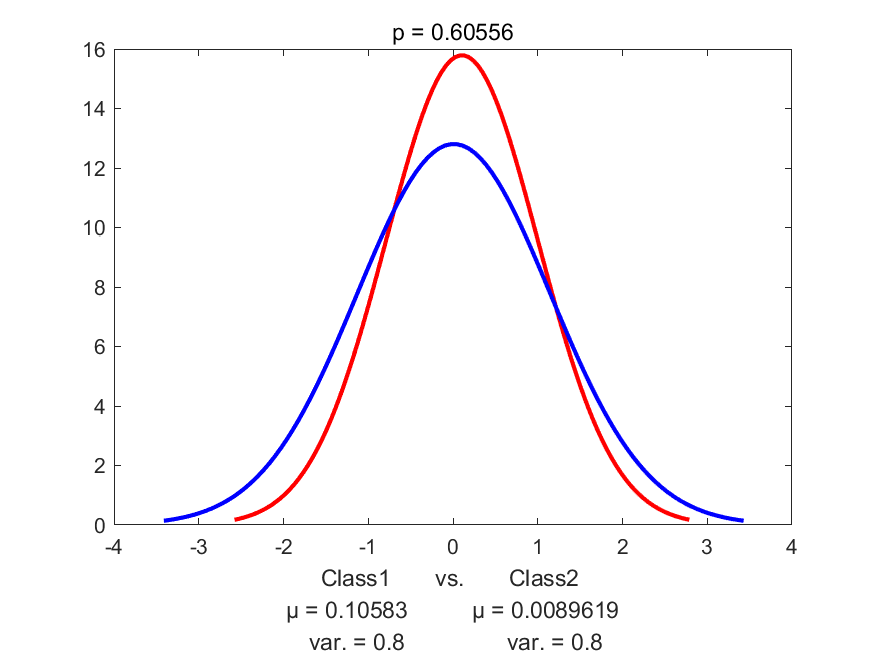 p = 0.60556
16
14
12
10
8
6
4
2
0
-4 -3 -2 -1 0 1 2 3 4
Class1 vs. Class2
μ = 0.10583 μ = 0.0089619
var. = 0.8 var. = 0.8